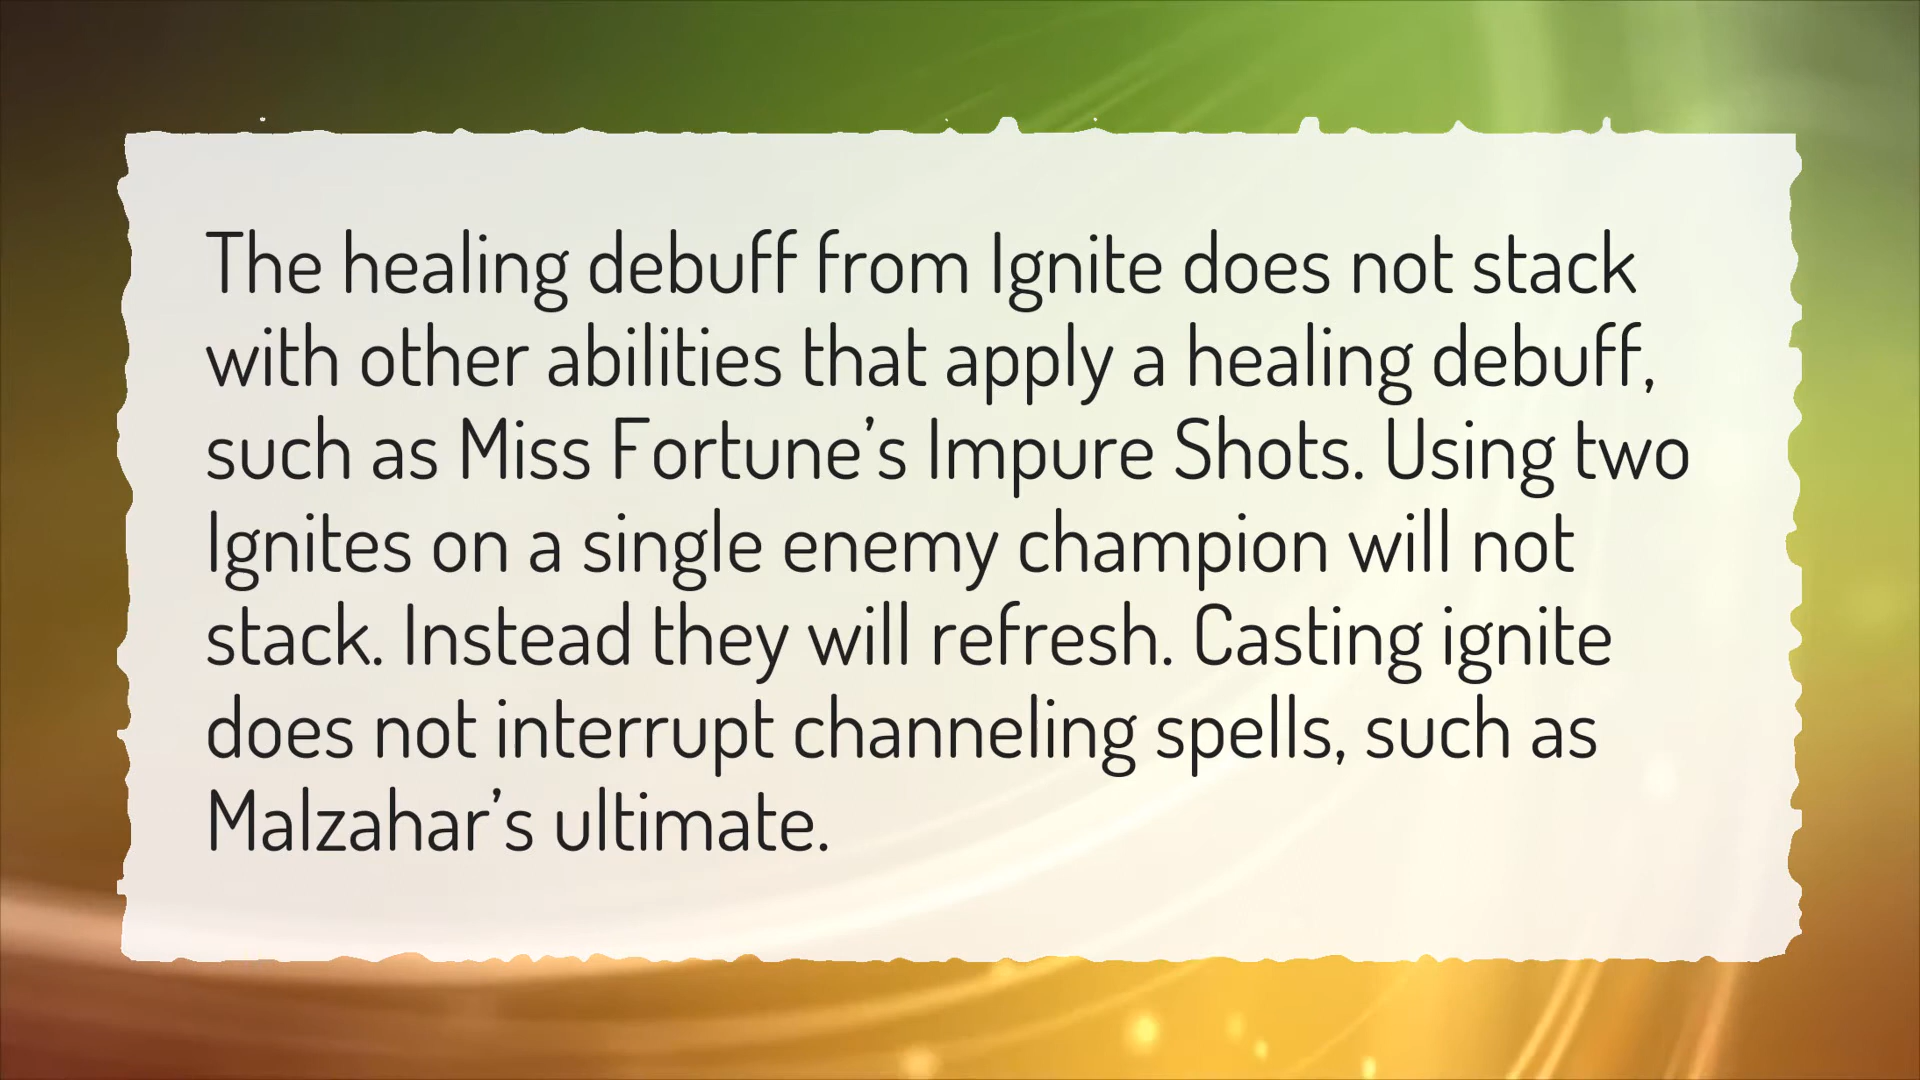 The healing debuff from Ignite does not stack
with other abilities that apply a healing debuff,
such as Miss Fortune’s Impure Shots. Using two
Ignites on a single enemy champion will not
stack. Instead they will refresh. Casting ignite
does not interrupt channeling spells, such as
Malzahar’s ultimate.